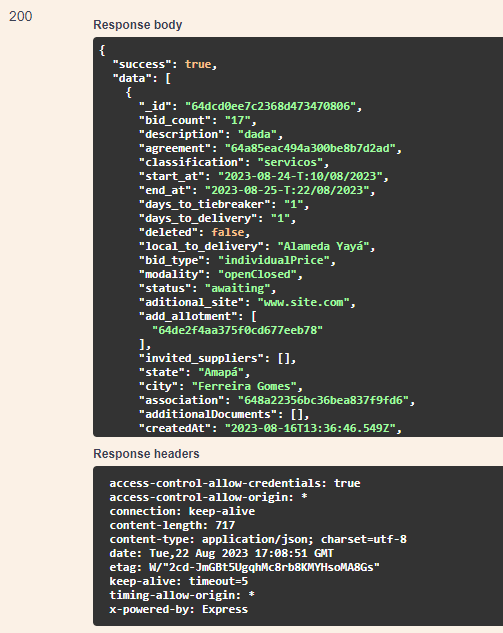 200
Response body
{
"success": true,
"data": [
{
"_id": "64dcd0ee7c2368d473470806",
"bid_count": "17",
"description": "dada",
"agreement": "64a85eac494a300be8b7d2ad",
"classification": "servicos",
"start_at": "2023-08-24-T:10/08/2023",
"end_at": "2023-08-25-T:22/08/2023",
"days_to_tiebreaker": "1",
"days_to_delivery": "1",
"deleted": false,
"local_to_delivery": "Alameda Yayá",
"bid_type": "individualPrice",
"modality": "openClosed",
"status": "awaiting",
"aditional_site": "www.site.com",
"add_allotment": [
"64de2f4aa375f0cd677eeb78"
],
"invited_suppliers": [],
"state": "Amapá",
"city": "Ferreira Gomes",
"association": "648a22356bc36bea837f9fd6",
"additionalDocuments": [],
"createdAt": "2023-08-16T13:36:46.549Z",
Response headers
access-control-allow-credentials: true
access-control-allow-origin: *
connection: keep-alive
content-length: 717
content-type: application/json; charset=utf-8
date: Tue,22 Aug 2023 17:08:51 GMT
etag: W/"2cd-JmGBt5UgqhMc8rb8KMYHsoMA8Gs"
keep-alive: timeout=5
timing-allow-origin: *
x-powered-by: Express